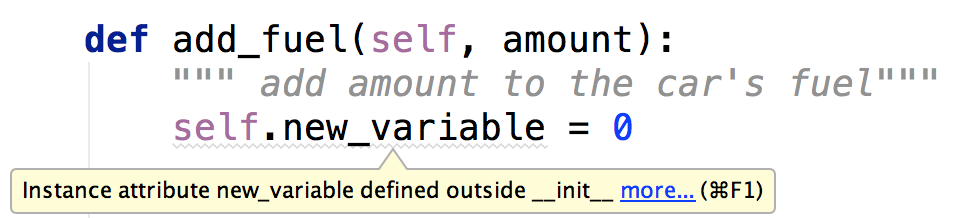 def add_fuel(self, amount):
""" add amount to the car's fuel"""
self.new_variable = 0
Instance attribute new_variable defined outside __init__ more... (⌘F1)